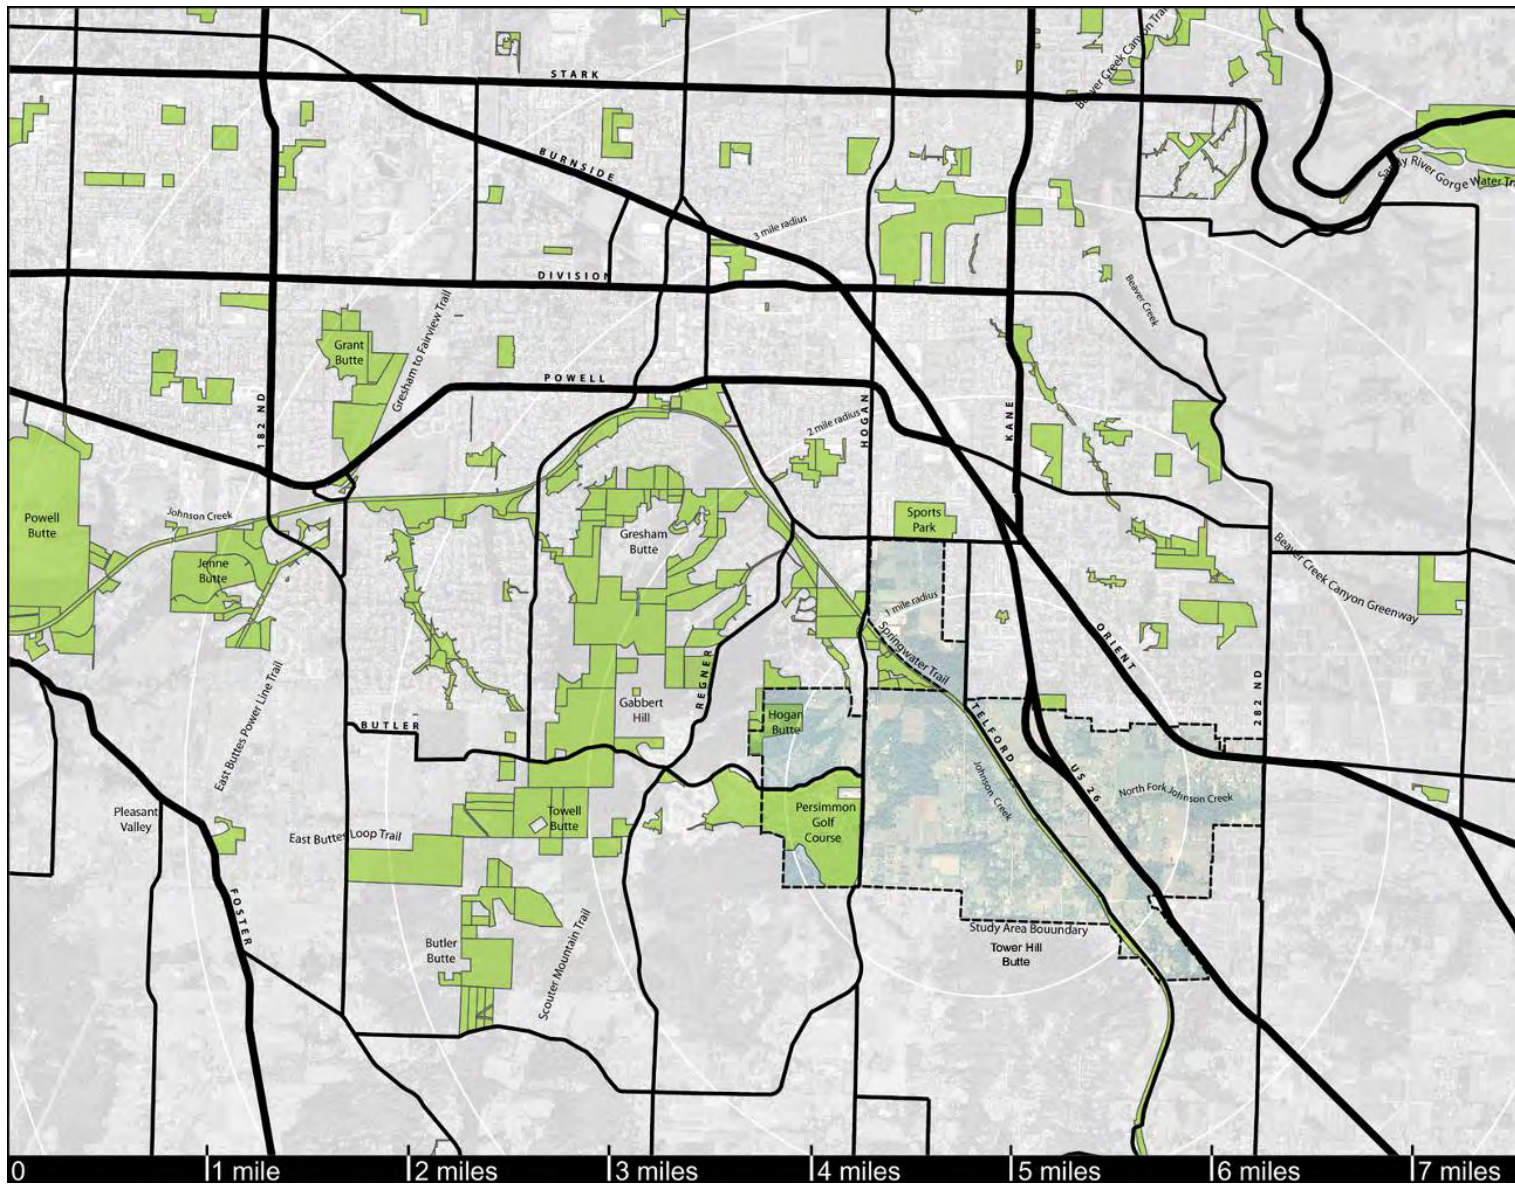 Beaver Creek Canyon Trail
STARK
BURNSIDE
Sandy River Gorge Water Tr
3 mile radius
DIVISION
Beaver Creek
Gresham to Fairview Trail
Grant
Butte
POWELL
182 ND
HOGAN
KANE
2 mile radius
Powell
Butte
Johnson Creek
Sports
Park
Gresham
Butte
Jenne
Butte
Beaver Creek Canyon Greenway
1 mile radius
Springwater Trail
ORIENT
East Buttes Power Line Trail
REGNER
282 ND
Gabbert
Hill
BUTLER
Hogan
Butte
TELFORD
Johnson Creek
US 26
North Fork Johnson Creek
Pleasant
Valley
Towell
Butte
Persimmon
Golf
Course
East Buttes Loop Trail
FOSTER
Scouter Mountain Trail
Butler
Butte
Study Area Bouundary
Tower Hill
Butte
0
1 mile
2 miles
3 miles
4 miles
5 miles
6 miles
7 miles